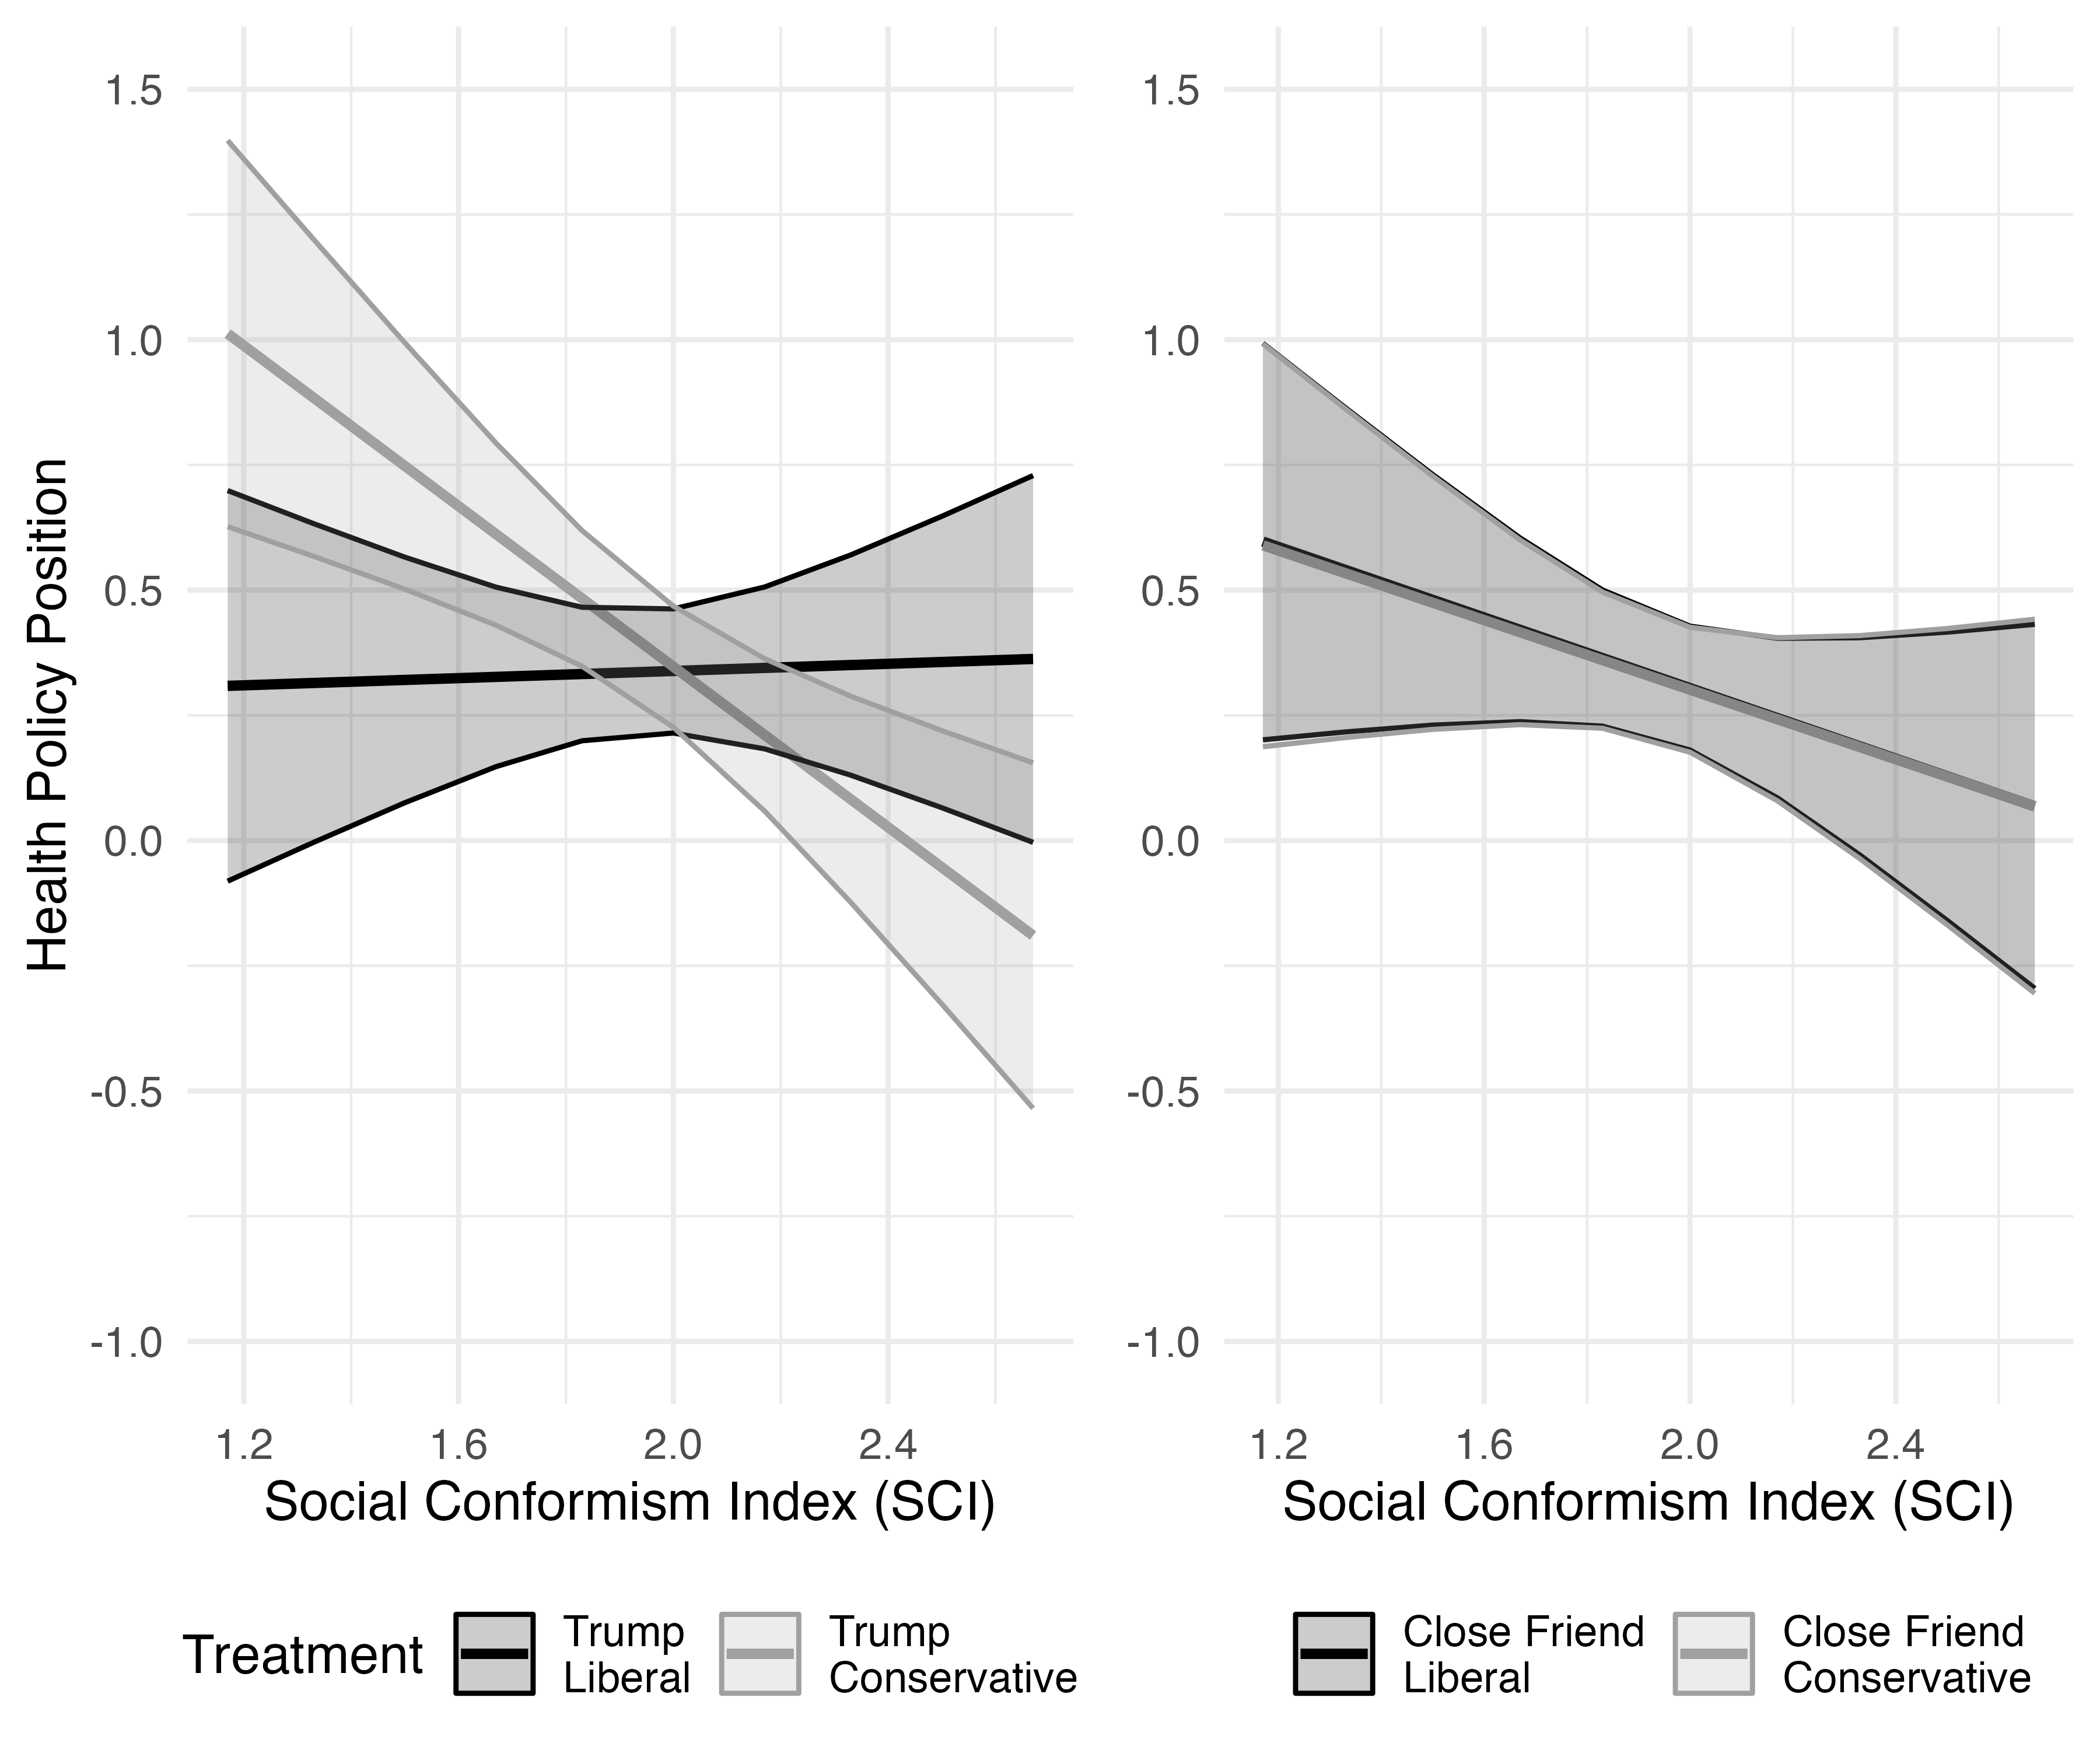 Health Policy Position
1.5
1.0
0.5
0.0
-0.5
-1.0
1.2 1.6 2.0 2.4
Social Conformism Index (SCI)
1.5
1.0
0.5
0.0
-0.5
-1.0
1.2 1.6 2.0 2.4
Social Conformism Index (SCI)
Treatment
Trump
Liberal
Trump
Conservative
Close Friend
Liberal
Close Friend
Conservative